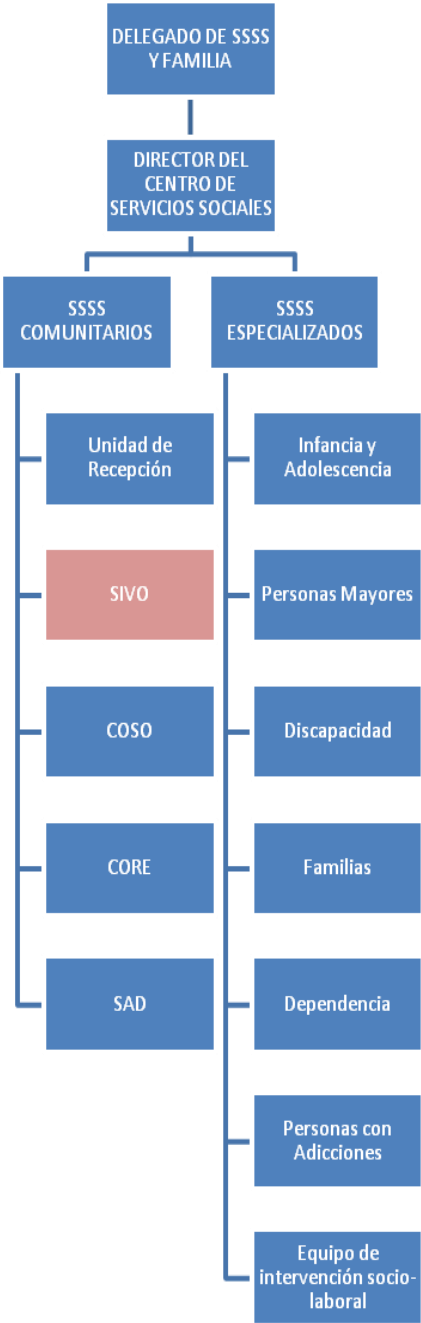 DELEGADO DE SSSS
Y FAMILIA
DIRECTOR DEL
CENTRO DE
SERVICIOS SOCIAlES
SSSS
COMUNITARIOS
SSSS
ESPECIALIZADOS
Unidad de
Recepción
SIVO
COSO
CORE
SAD
Infancia y
Adolescencia
Personas Mayores
Discapacidad
Familias
Dependencia
Personas con
Adicciones
Equipo de
intervención socio-
laboral